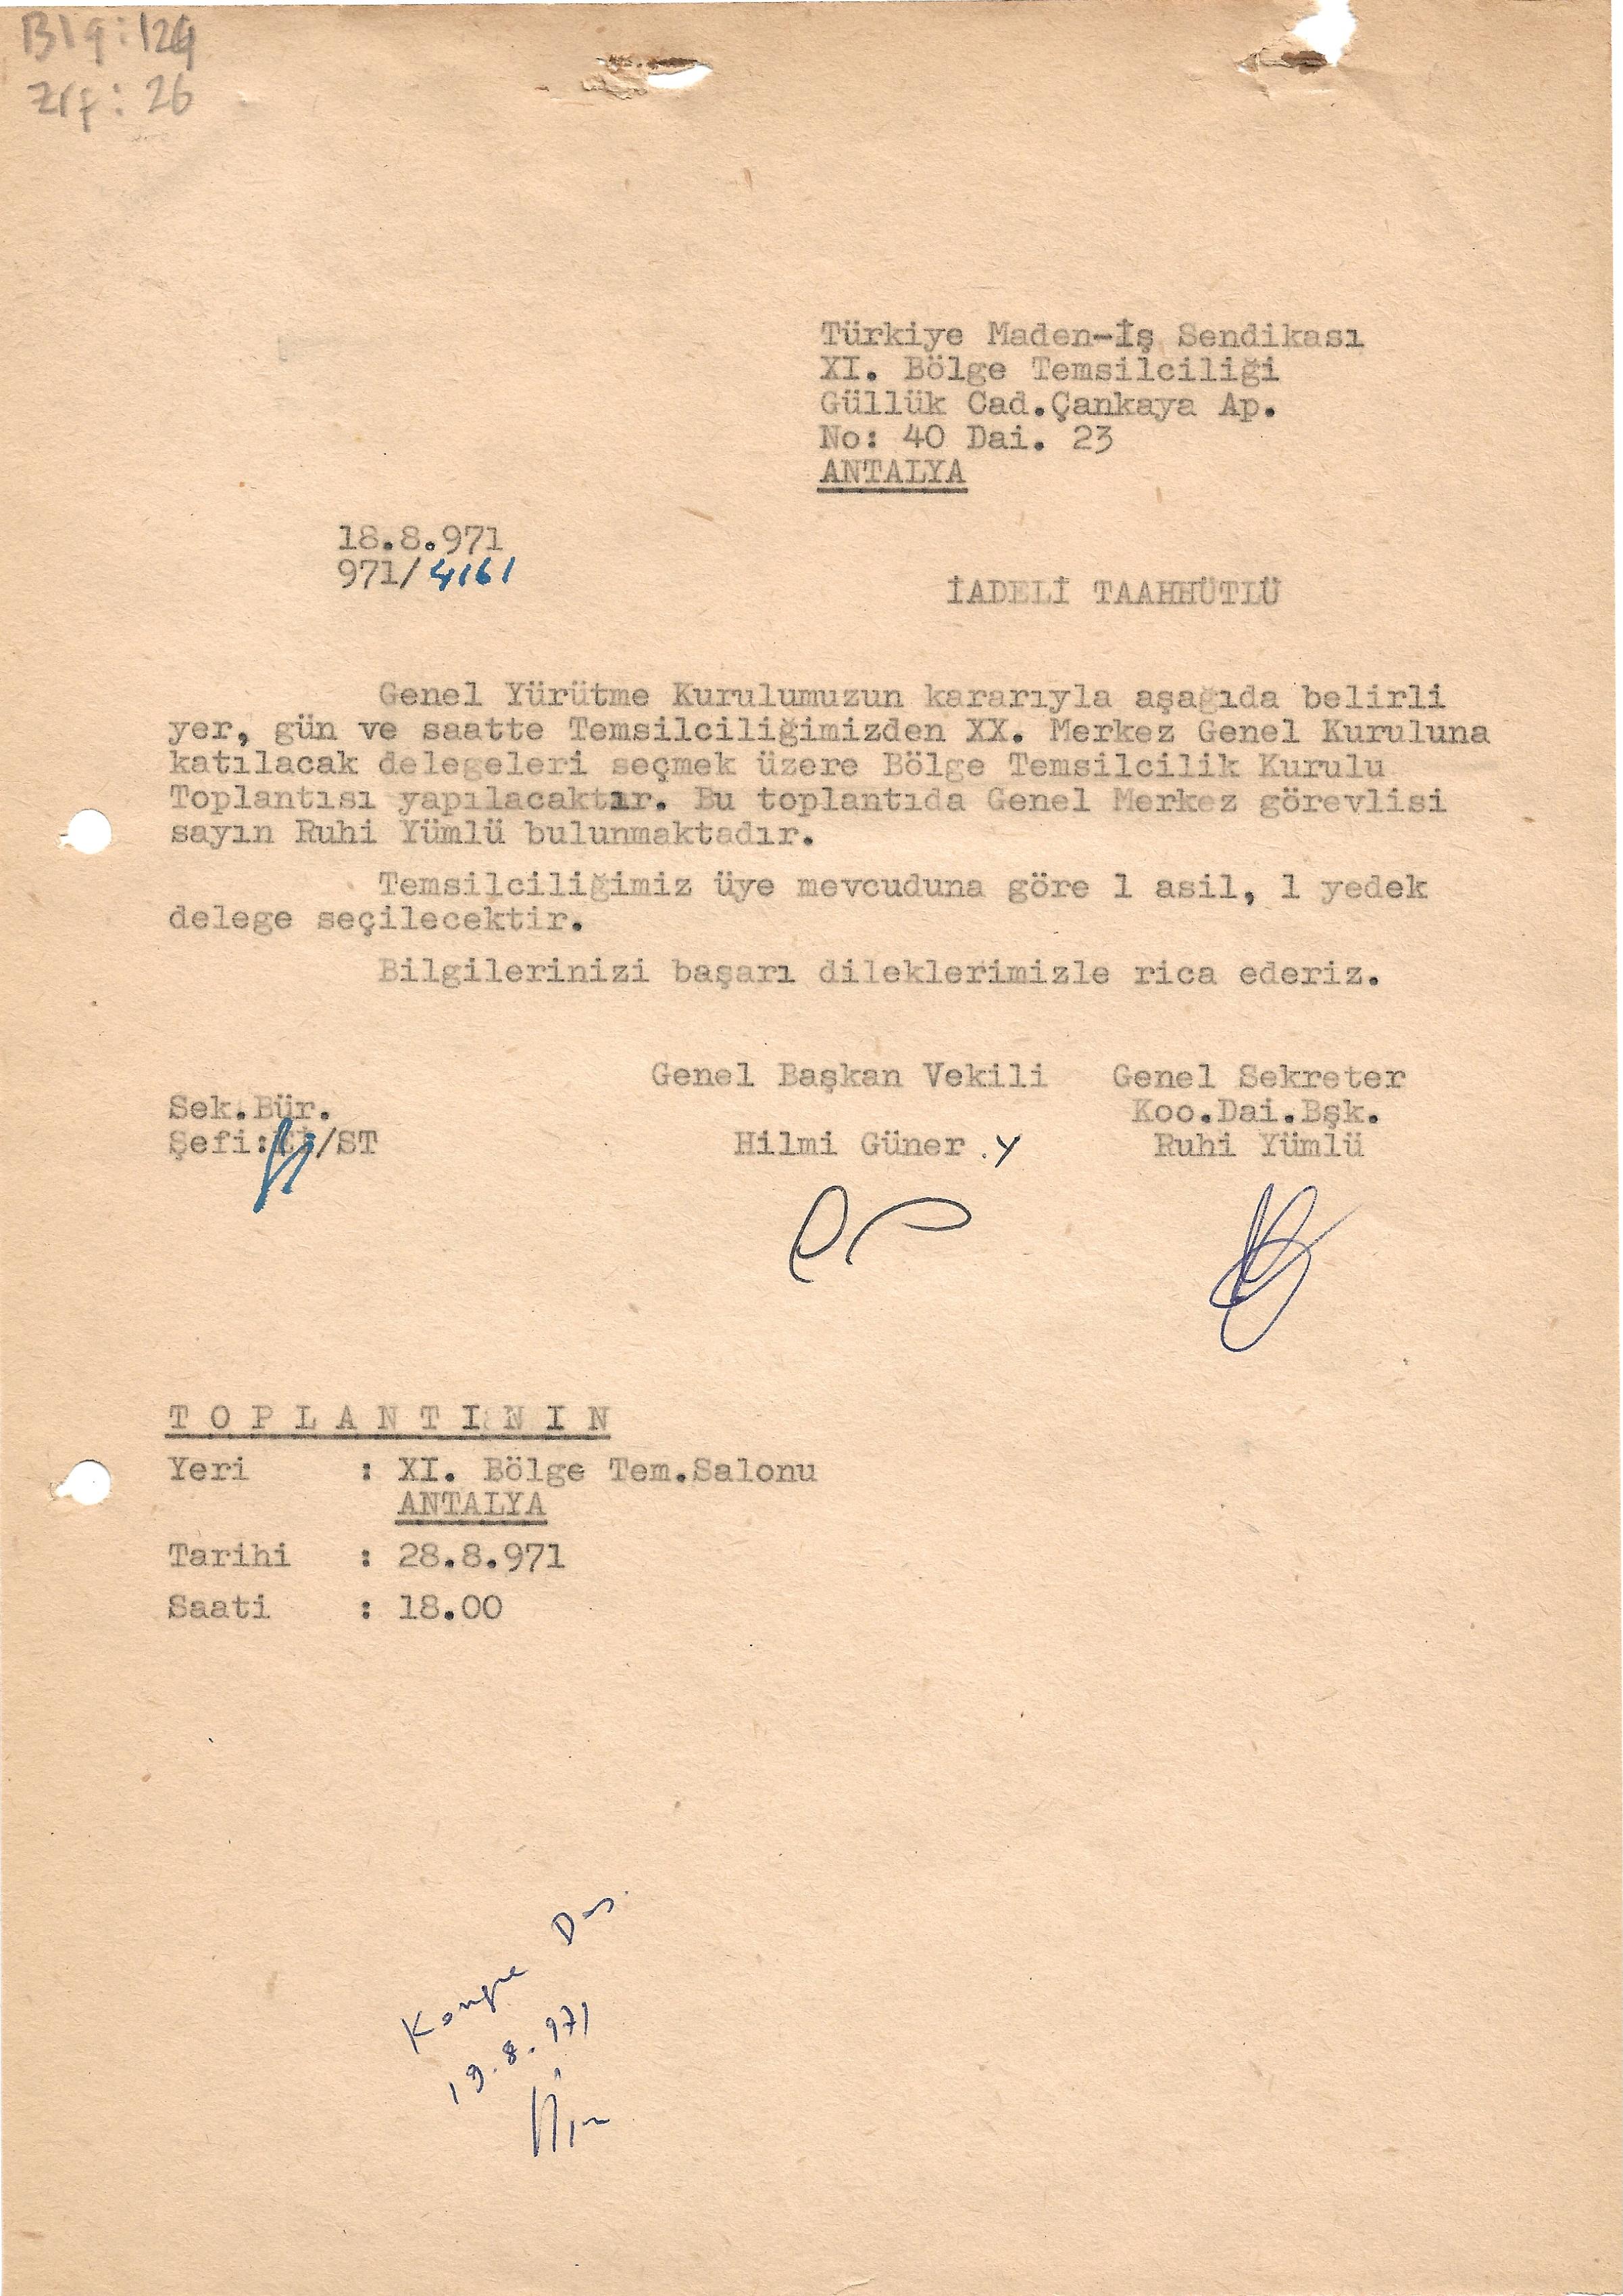 Zrf: 26
Türkiye Maden-İş Sendikası
XI. Bölge Temsilciliği
Güllük Cad.Çankaya Ap.
No: 40 Dai. 23
ANTALYA
18.8.971
971/4161
İADELİ TAAHHÜTLÜ
Genel Yürütme Kurulumuzun kararıyla aşağıda belirli
yer, gün ve saatte Temsilciliğimizden XX. Merkez Genel Kuruluna
katılacak delegeleri seçmek üzere Bölge Temsilcilik Kurulu
Toplantısı yapılacaktır. Bu toplantıda Genel Merkez görevlisi
sayın Ruhi Yümlü bulunmaktadır.
Temsilciliğimiz üye mevcuduna göre 1 asil, 1 yedek
delege seçilecektir.
Bilgilerinizi başarı dileklerimizle rica ederiz.
Genel Başkan Vekili Genel Sekreter
Sek.Bür. Koo.Dai.Bşk.
Şefi: /ST Hilmi Güner .y Ruhi Yümlü
T O P L A N T I N I N
Yeri : XI. Bölge Tem.Salonu
ANTALYA
Tarihi : 28.8.971
Saati : 18.00
Kongre Dos.
19.8.971